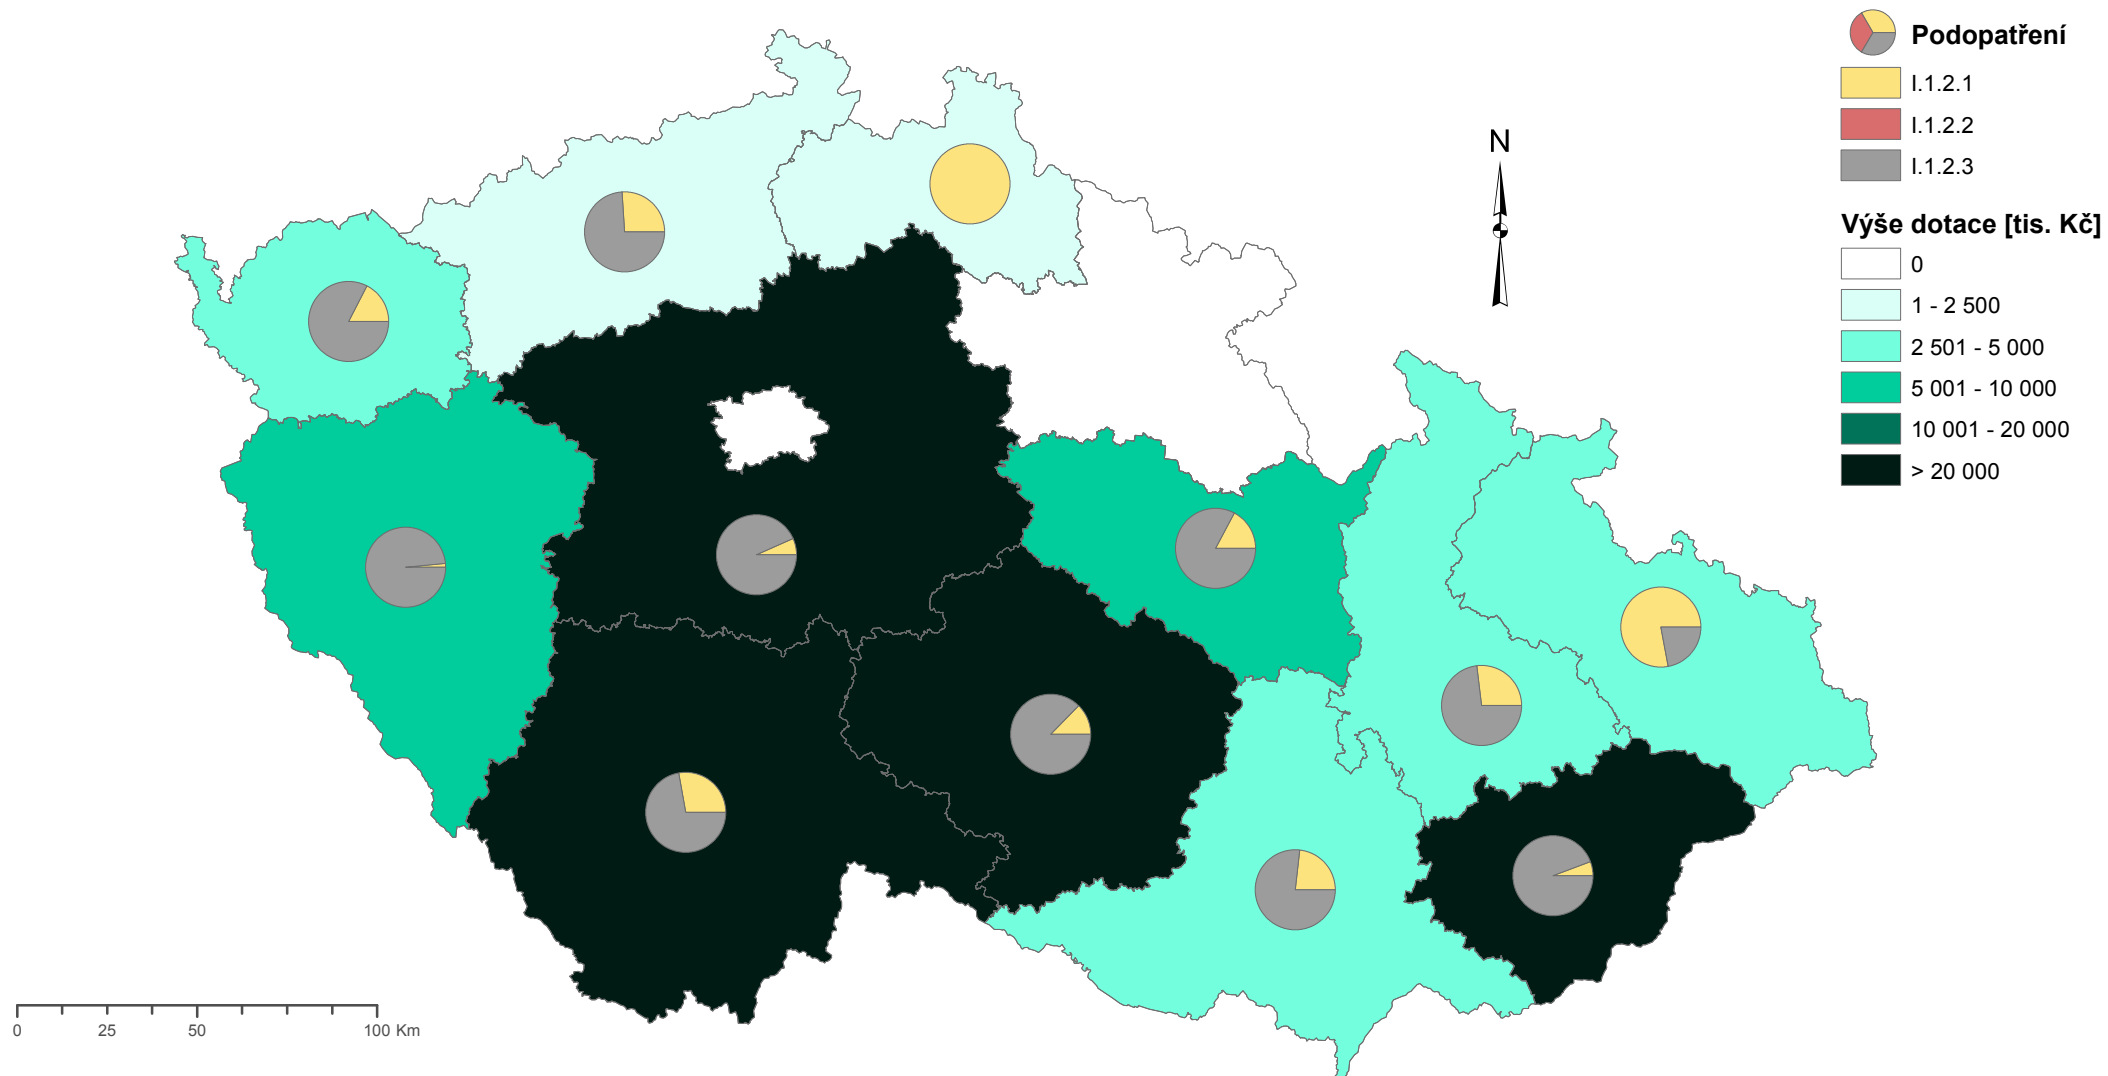 Podopatření
I.1.2.1
I.1.2.2
I.1.2.3
N
Výše dotace [tis. Kč]
0
1 - 2 500
2 501 - 5 000
5 001 - 10 000
10 001 - 20 000
> 20 000
0 25 50 100 Km